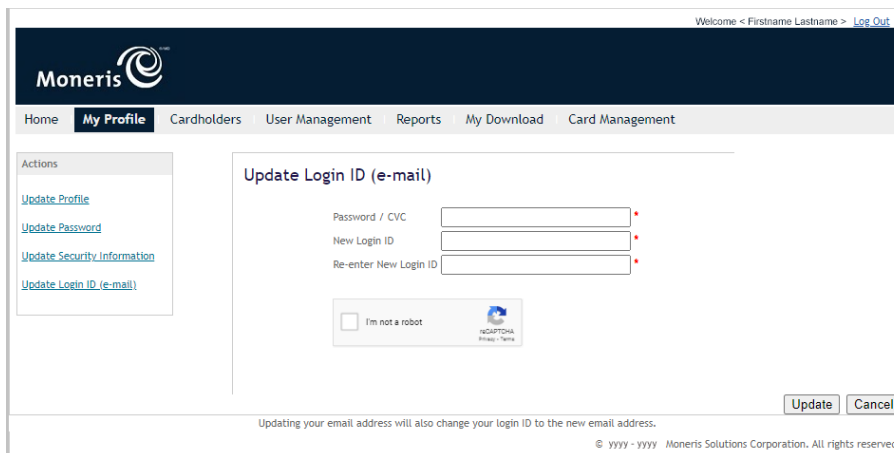 Welcome < Firstname Lastname > Log Out
Moneris
Home My Profile Cardholders User Management Reports My Download Card Management
Actions
Update Profile
Update Password
Update Security Information
Update Login ID (e-mail)
Update Login ID (e-mail)
Password / CVC *
New Login ID *
Re-enter New Login ID *
I'm not a robot
reCAPTCHA
Privacy - Terms
Update Cancel
Updating your email address will also change your login ID to the new email address.
© yyyy - yyyy Moneris Solutions Corporation. All rights reserved